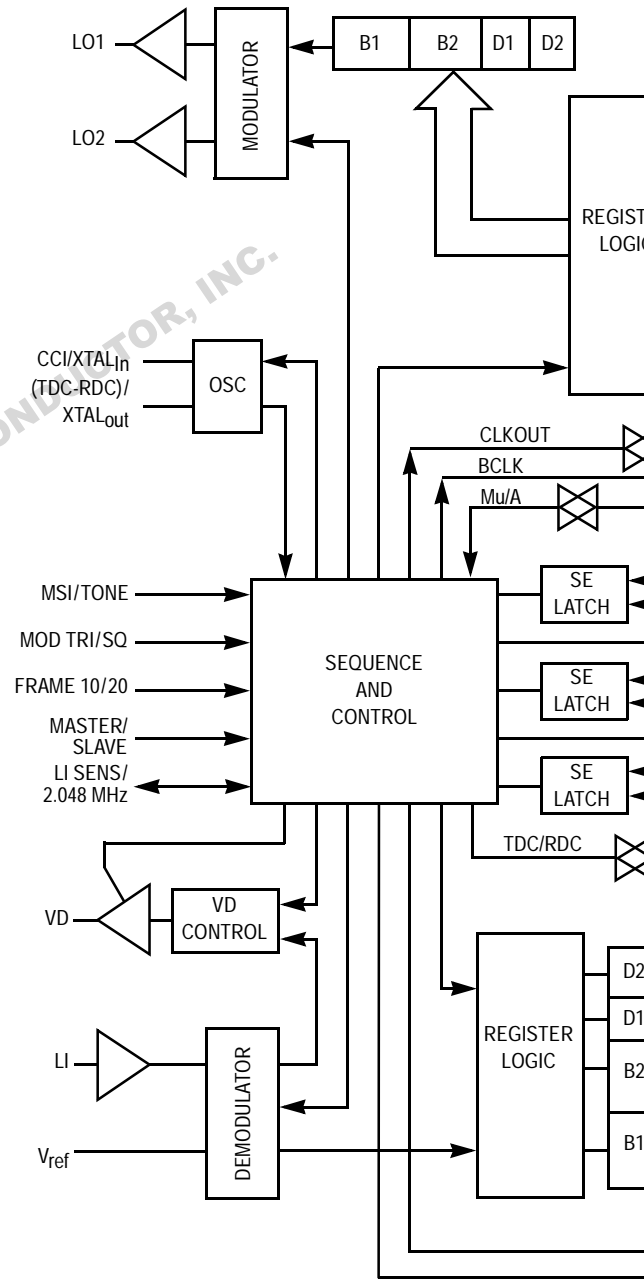 LO1
LO2
MODULATOR
B1 B2 D1 D2
LOGIC
ONDUCTOR, INC.
CCI/XTALIn
(TDC-RDC)/
XTALout
OSC
CLKOUT
BCLK
Mu/A
MSI/TONE
MOD TRI/SQ
FRAME 10/20
MASTER/
SLAVE
LI SENS/
2.048 MHz
SEQUENCE
AND
CONTROL
SE
LATCH
SE
LATCH
SE
LATCH
TDC/RDC
VD
VD
CONTROL
LI
Vref
DEMODULATOR
REGISTER
LOGIC
D2
D1
B2
B1